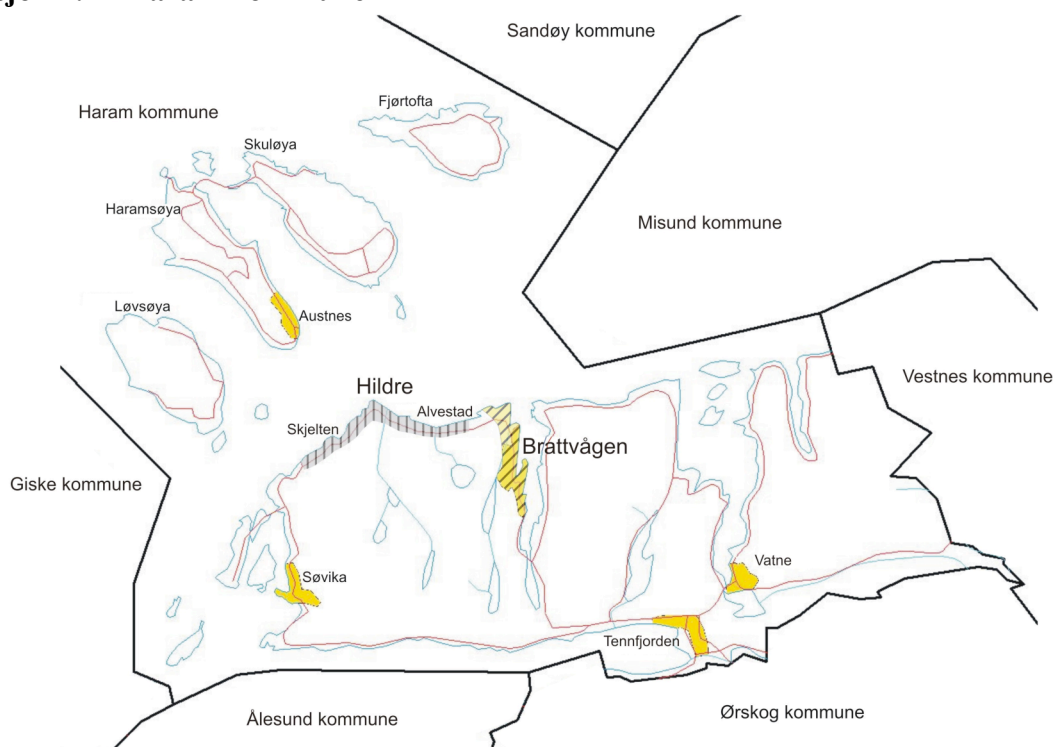 Sandøy kommune
Fjørtofta
Haram kommune
Skuløya
Haramsøya
Misund kommune
Løvsøya
Austnes
Vestnes kommune
Hildre
Alvestad
Skjelten
Brattvågen
Giske kommune
Vatne
Søvika
Tennfjorden
Ålesund kommune
Ørskog kommune